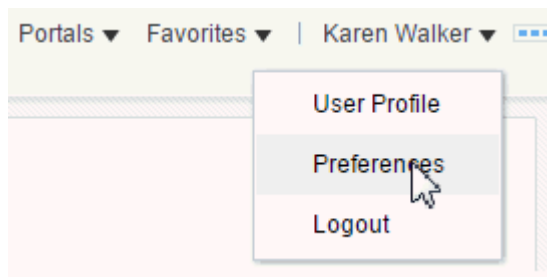 Portals ▼ Favorites ▼ | Karen Walker ▼
User Profile
Preferences
Logout